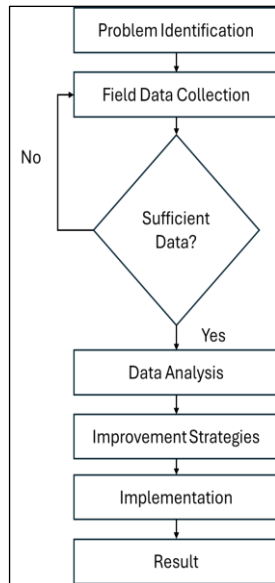 Problem Identification
Field Data Collection
No
Sufficient
Data?
Yes
Data Analysis
Improvement Strategies
Implementation
Result